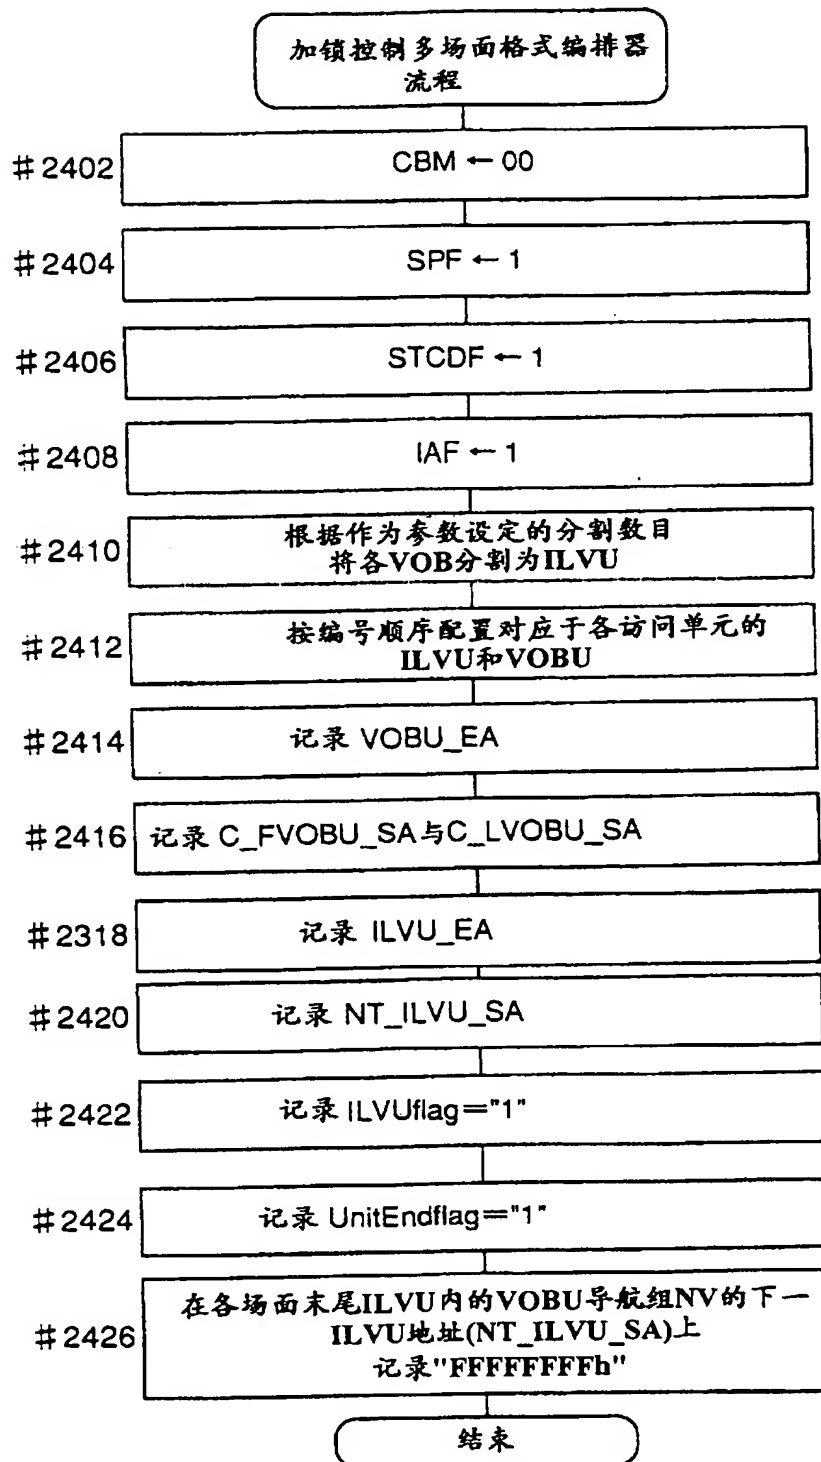 加锁控制多场面格式编排器
流程
#2402
CBM ← 00
#2404
SPF ← 1
#2406
STCDF ← 1
#2408
IAF ← 1
#2410
根据作为参数设定的分割数目
将各VOB分割为ILVU
#2412
按编号顺序配置对应于各访问单元的
ILVU和VOBU
#2414
记录 VOBU_EA
#2416
记录 C_FVOBU_SA与C_LVOBU_SA
#2318
记录 ILVU_EA
#2420
记录 NT_ILVU_SA
#2422
记录 ILVUflag="1"
#2424
记录 UnitEndflag="1"
#2426
在各场面末尾ILVU内的VOBU导航组NV的下一
ILVU地址(NT_ILVU_SA)上
记录"FFFFFFFFh"
结束